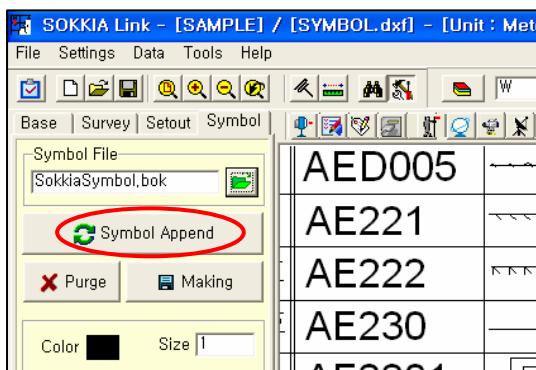 SOKKIA Link - [SAMPLE] / [SYMBOL.dxf] - [Unit : Met
File Settings Data Tools Help
W
Base Survey Setout Symbol
Symbol File
SokkiaSymbol,bok
Symbol Append
Purge Making
Color Size 1
AED005
AE221
AE222
AE230